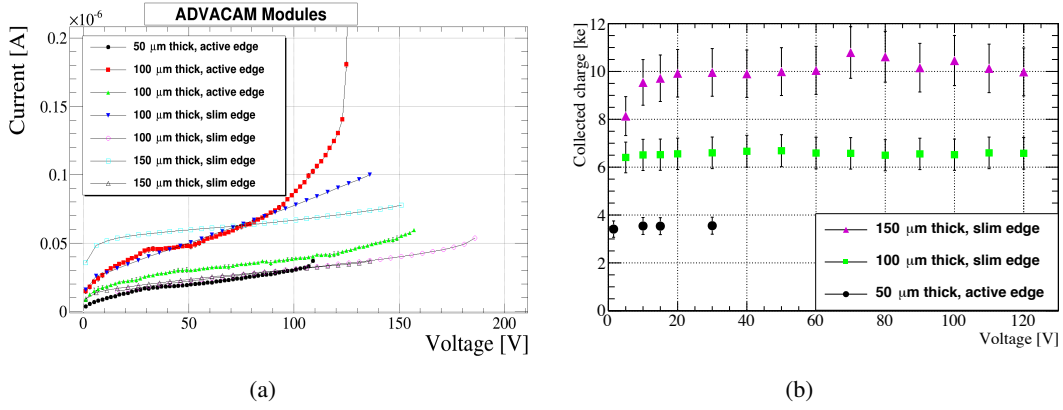 ADVACAM Modules
×10⁻⁶
Current [A]
0.2
0.15
0.1
0.05
0
50 μm thick, active edge
100 μm thick, active edge
100 μm thick, active edge
100 μm thick, slim edge
100 μm thick, slim edge
150 μm thick, slim edge
150 μm thick, slim edge
0 50 100 150 200
Voltage [V]
(a)
Collected charge [ke]
12
10
8
6
4
2
0
150 μm thick, slim edge
100 μm thick, slim edge
50 μm thick, active edge
0 20 40 60 80 100 120
Voltage [V]
(b)